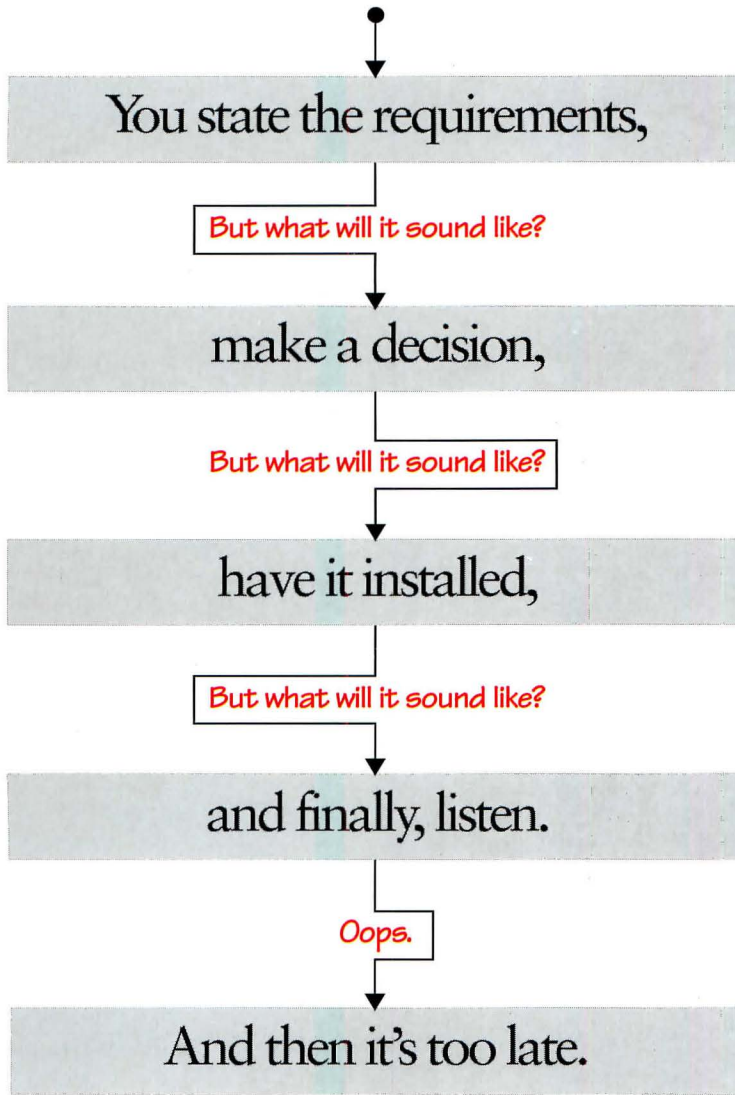 You state the requirements,
But what will it sound like?
make a decision,
But what will it sound like?
have it installed,
But what will it sound like?
and finally, listen.
Oops.
And then it's too late.